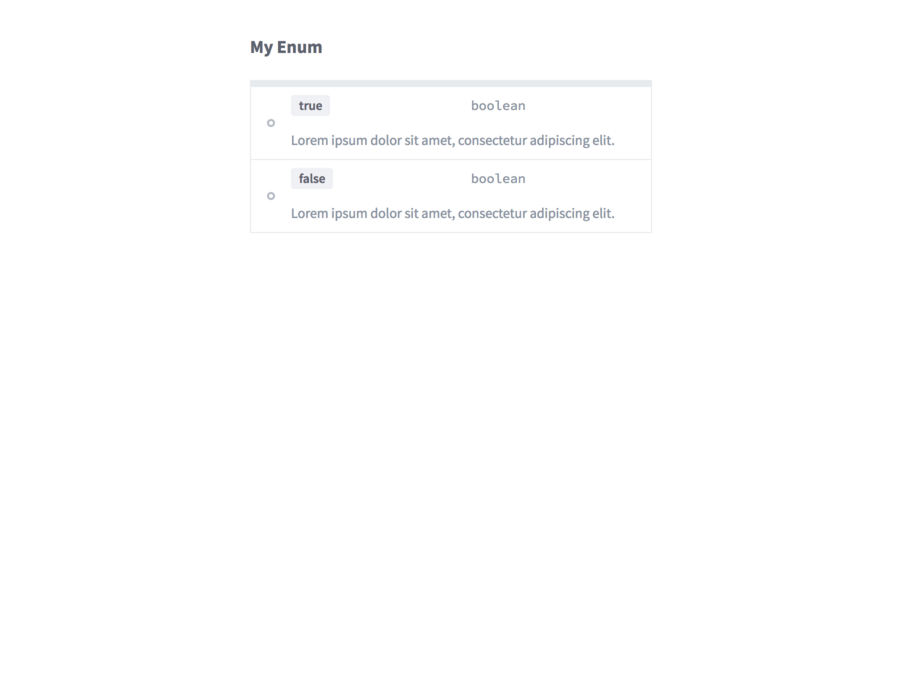 My Enum
true boolean
Lorem ipsum dolor sit amet, consectetur adipiscing elit.
false boolean
Lorem ipsum dolor sit amet, consectetur adipiscing elit.